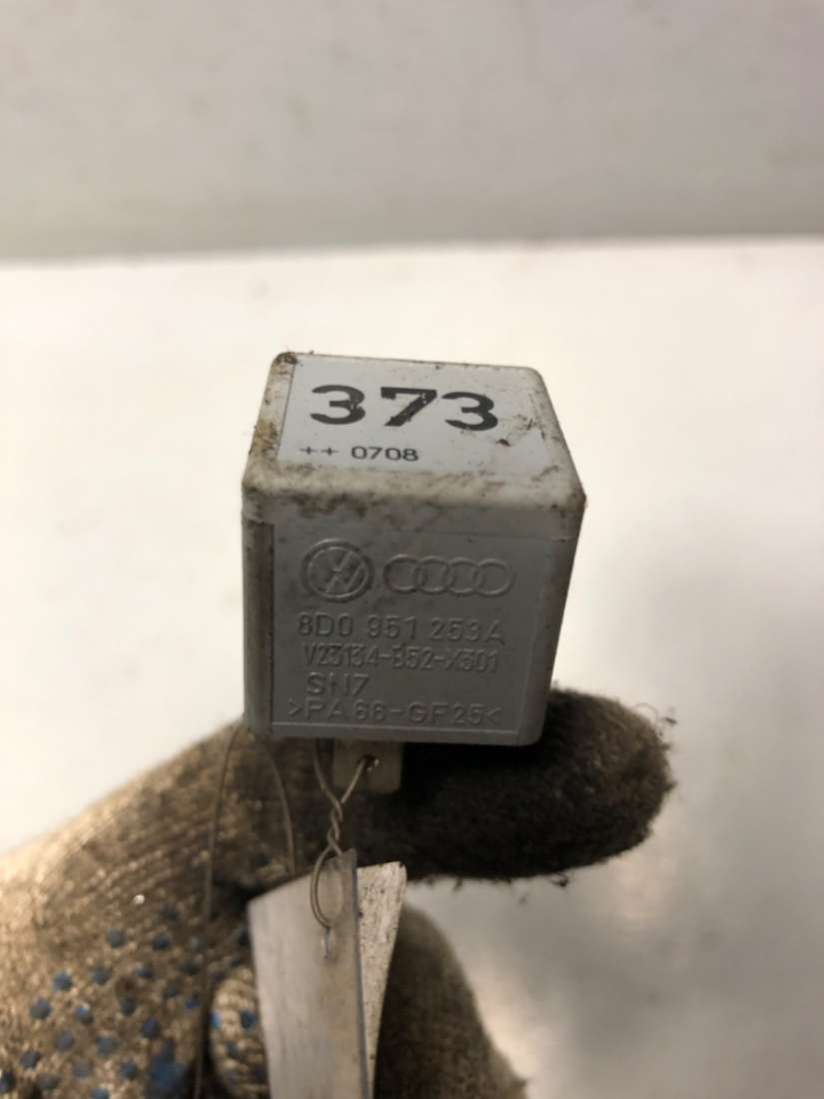 373
++ 0708
8D0 951 253A
V23134-B52-X301
SN7
>PA66-GF25<